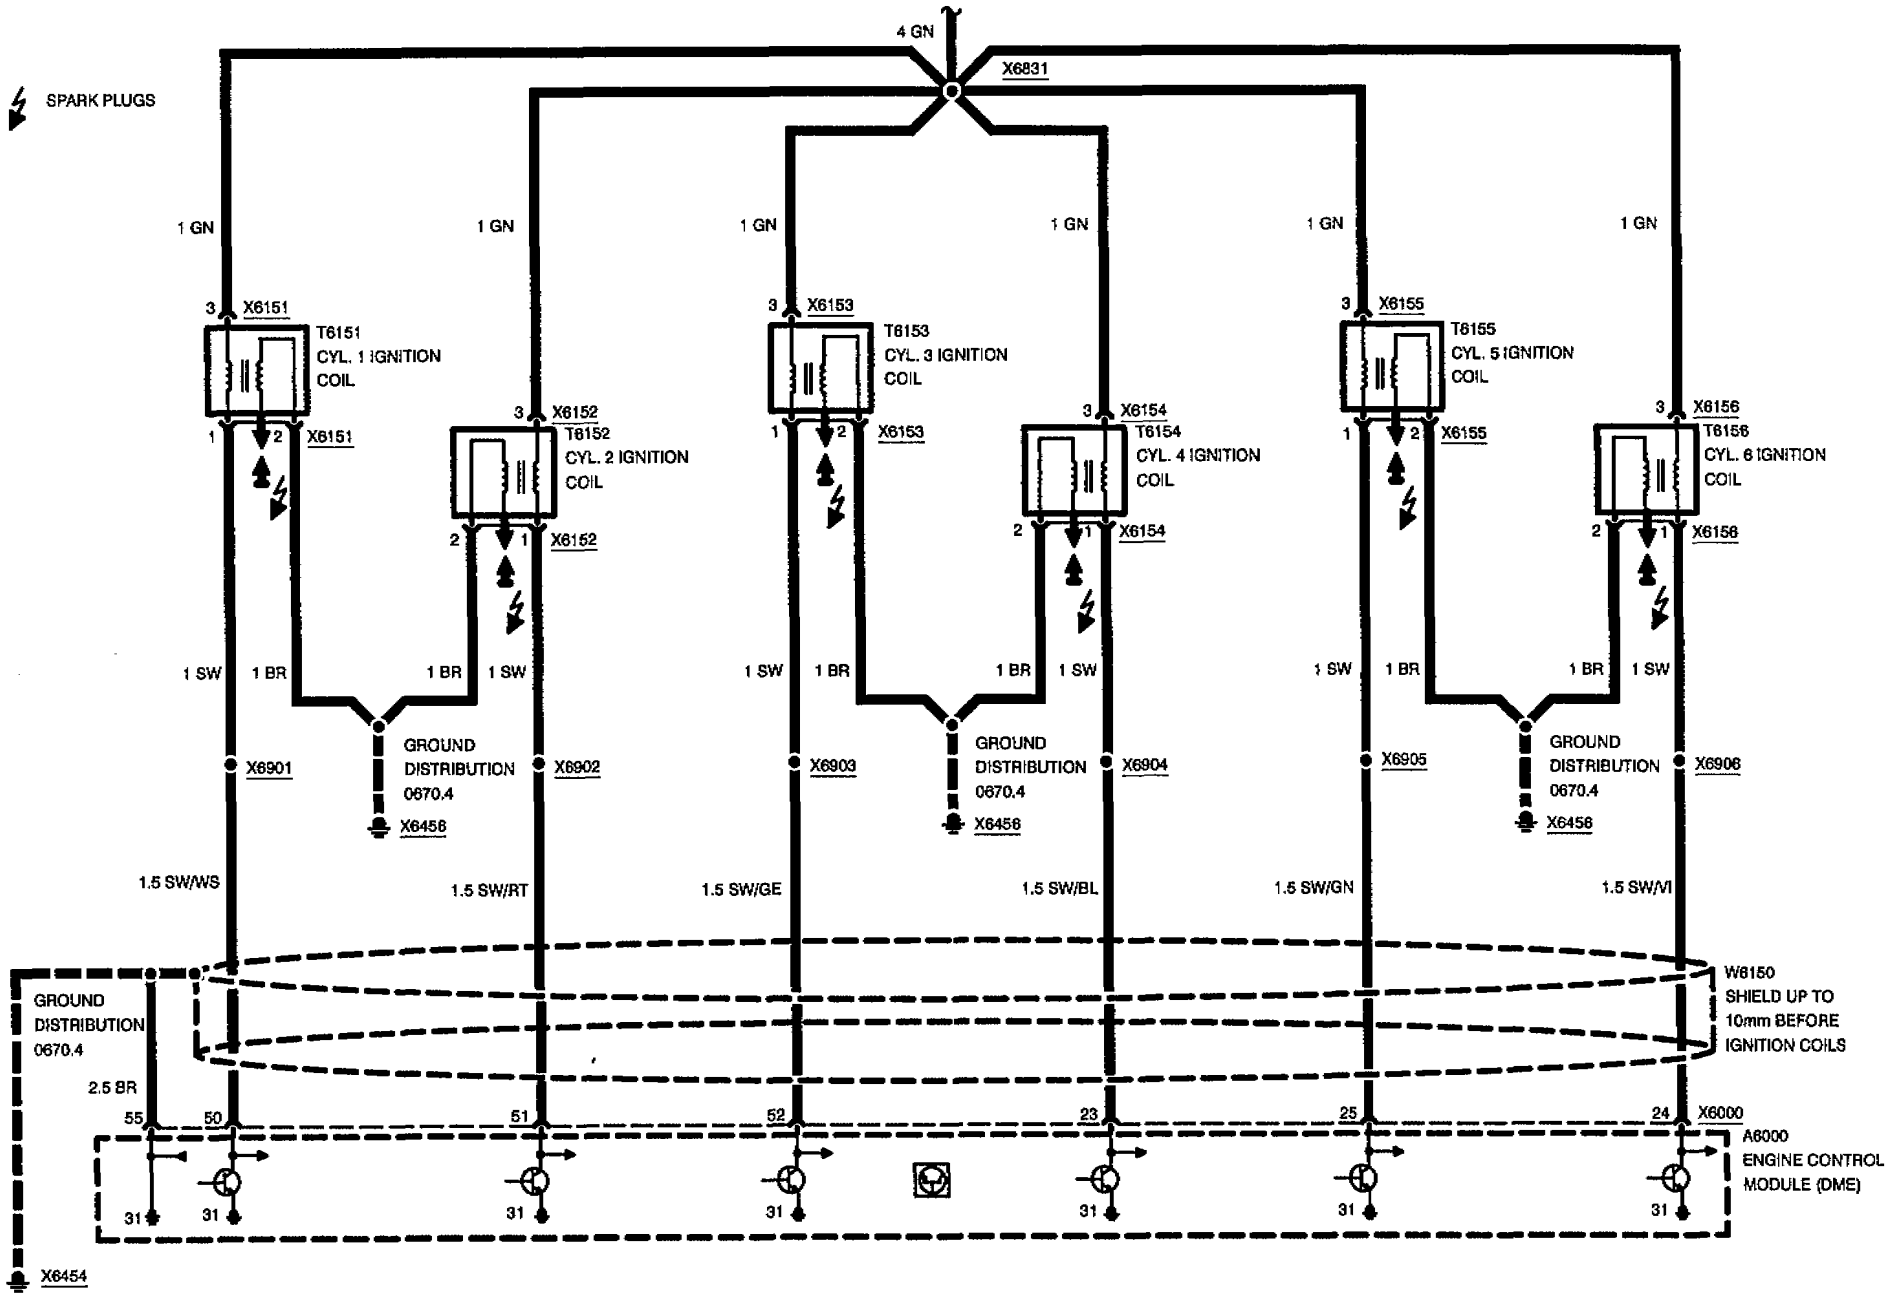 4 GN
X6831
SPARK PLUGS
1 GN
1 GN
1 GN
1 GN
1 GN
1 GN
3 X6151
3 X6153
3 X6155
T6151
CYL. 1 IGNITION
COIL
T6153
CYL. 3 IGNITION
COIL
T6155
CYL. 5 IGNITION
COIL
3 X6152
3 X6154
3 X6156
1 2 X6151
T6152
CYL. 2 IGNITION
COIL
1 2 X6153
T6154
CYL. 4 IGNITION
COIL
1 2 X6155
T6156
CYL. 6 IGNITION
COIL
2 1 X6152
2 1 X6154
2 1 X6156
1 SW
1 BR
1 BR
1 SW
1 SW
1 BR
1 BR
1 SW
1 SW
1 BR
1 BR
1 SW
X6901
GROUND
DISTRIBUTION
0670.4
X6456
X6902
X6903
GROUND
DISTRIBUTION
0670.4
X6456
X6904
X6905
GROUND
DISTRIBUTION
0670.4
X6456
X6906
1.5 SW/WS
1.5 SW/RT
1.5 SW/GE
1.5 SW/BL
1.5 SW/GN
1.5 SW/VI
GROUND
DISTRIBUTION
0670.4
W6150
SHIELD UP TO
10mm BEFORE
IGNITION COILS
2.5 BR
55
50
51
52
23
25
24
X6000
A6000
ENGINE CONTROL
MODULE (DME)
31
31
31
31
31
31
31
X6454